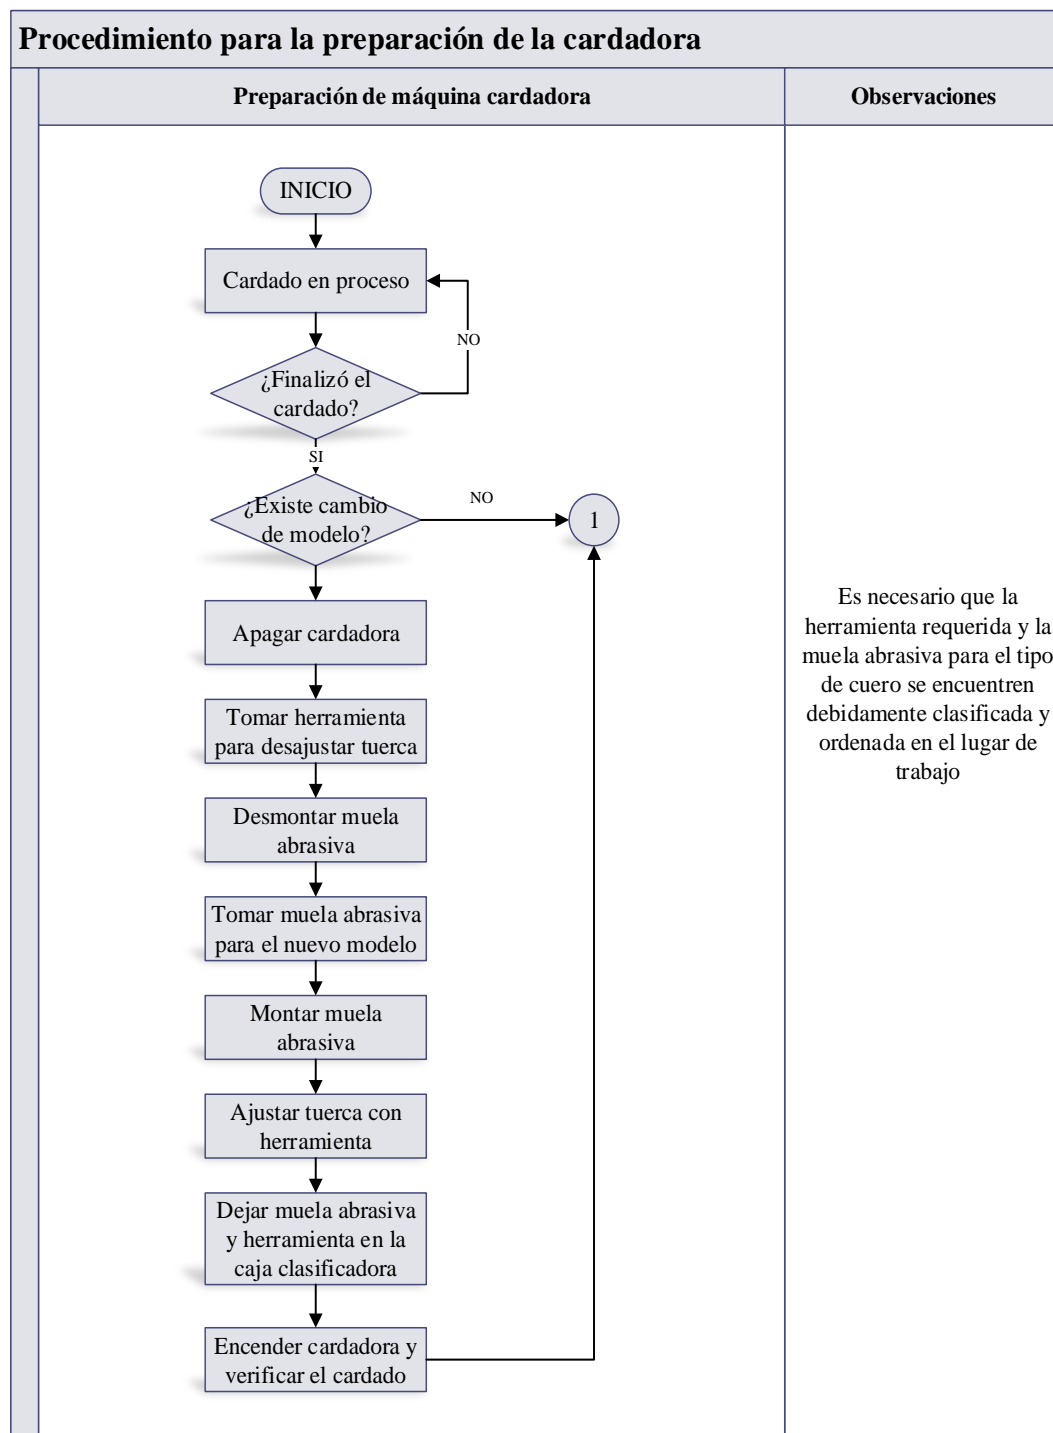 Procedimiento para la preparación de la cardadora
Preparación de máquina cardadora
Observaciones
INICIO
Cardado en proceso
NO
¿Finalizó el
cardado?
SI
¿Existe cambio
de modelo?
NO
1
Apagar cardadora
Tomar herramienta
para desajustar tuerca
Desmontar muela
abrasiva
Tomar muela abrasiva
para el nuevo modelo
Montar muela
abrasiva
Ajustar tuerca con
herramienta
Dejar muela abrasiva
y herramienta en la
caja clasificadora
Encender cardadora y
verificar el cardado
Es necesario que la
herramienta requerida y la
muela abrasiva para el tipo
de cuero se encuentren
debidamente clasificada y
ordenada en el lugar de
trabajo